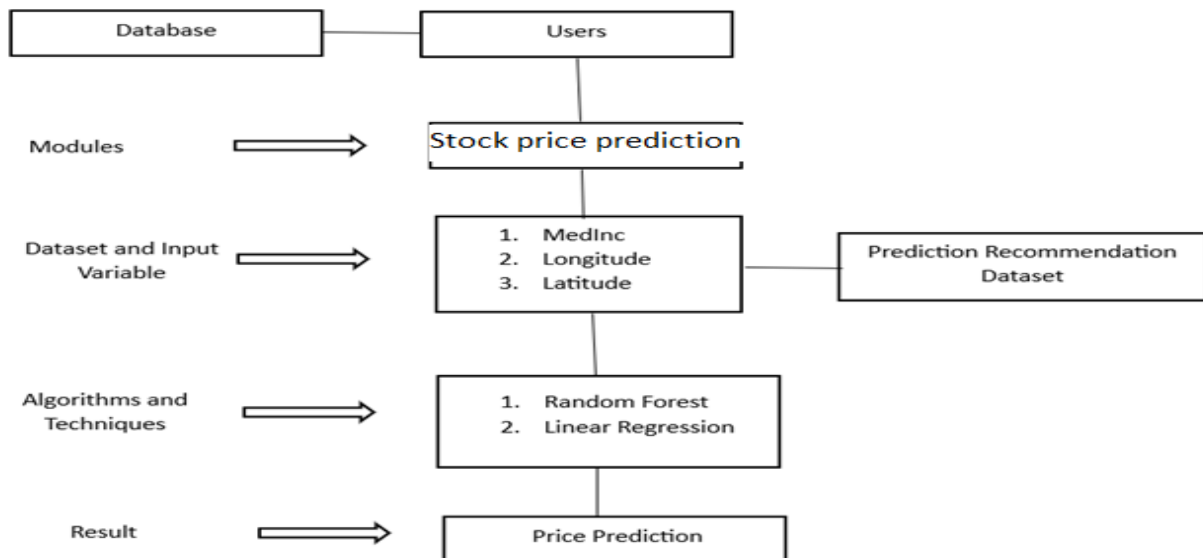 Database
Users
Modules
Stock price prediction
Dataset and Input
Variable
1. MedInc
2. Longitude
3. Latitude
Prediction Recommendation
Dataset
Algorithms and
Techniques
1. Random Forest
2. Linear Regression
Result
Price Prediction